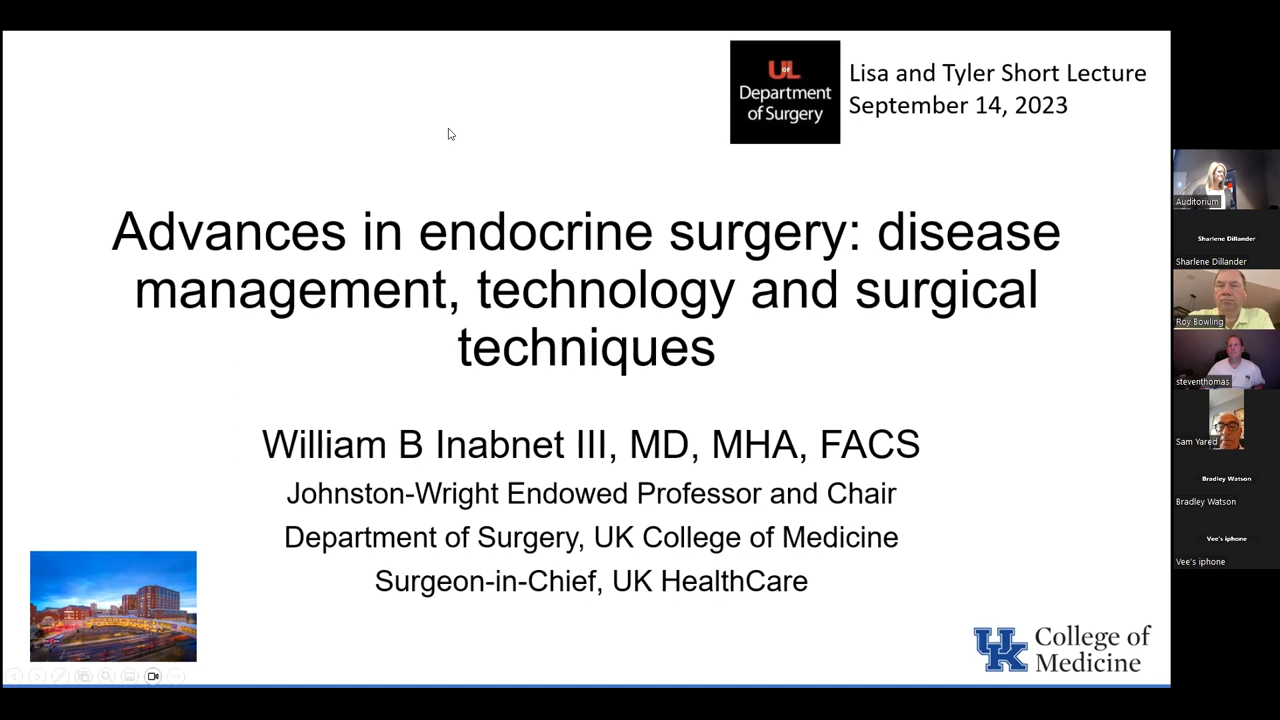 UL
OF
Department
of Surgery
Lisa and Tyler Short Lecture
September 14, 2023
Advances in endocrine surgery: disease
management, technology and surgical
techniques
William B Inabnet III, MD, MHA, FACS
Johnston-Wright Endowed Professor and Chair
Department of Surgery, UK College of Medicine
Surgeon-in-Chief, UK HealthCare
UK
College of
Medicine
Auditorium
Sharlene Dillander
Sharlene Dillander
Roy Bowling
steventhomas
Sam Yared
Bradley Watson
Bradley Watson
Vee's iphone
Vee's iphone